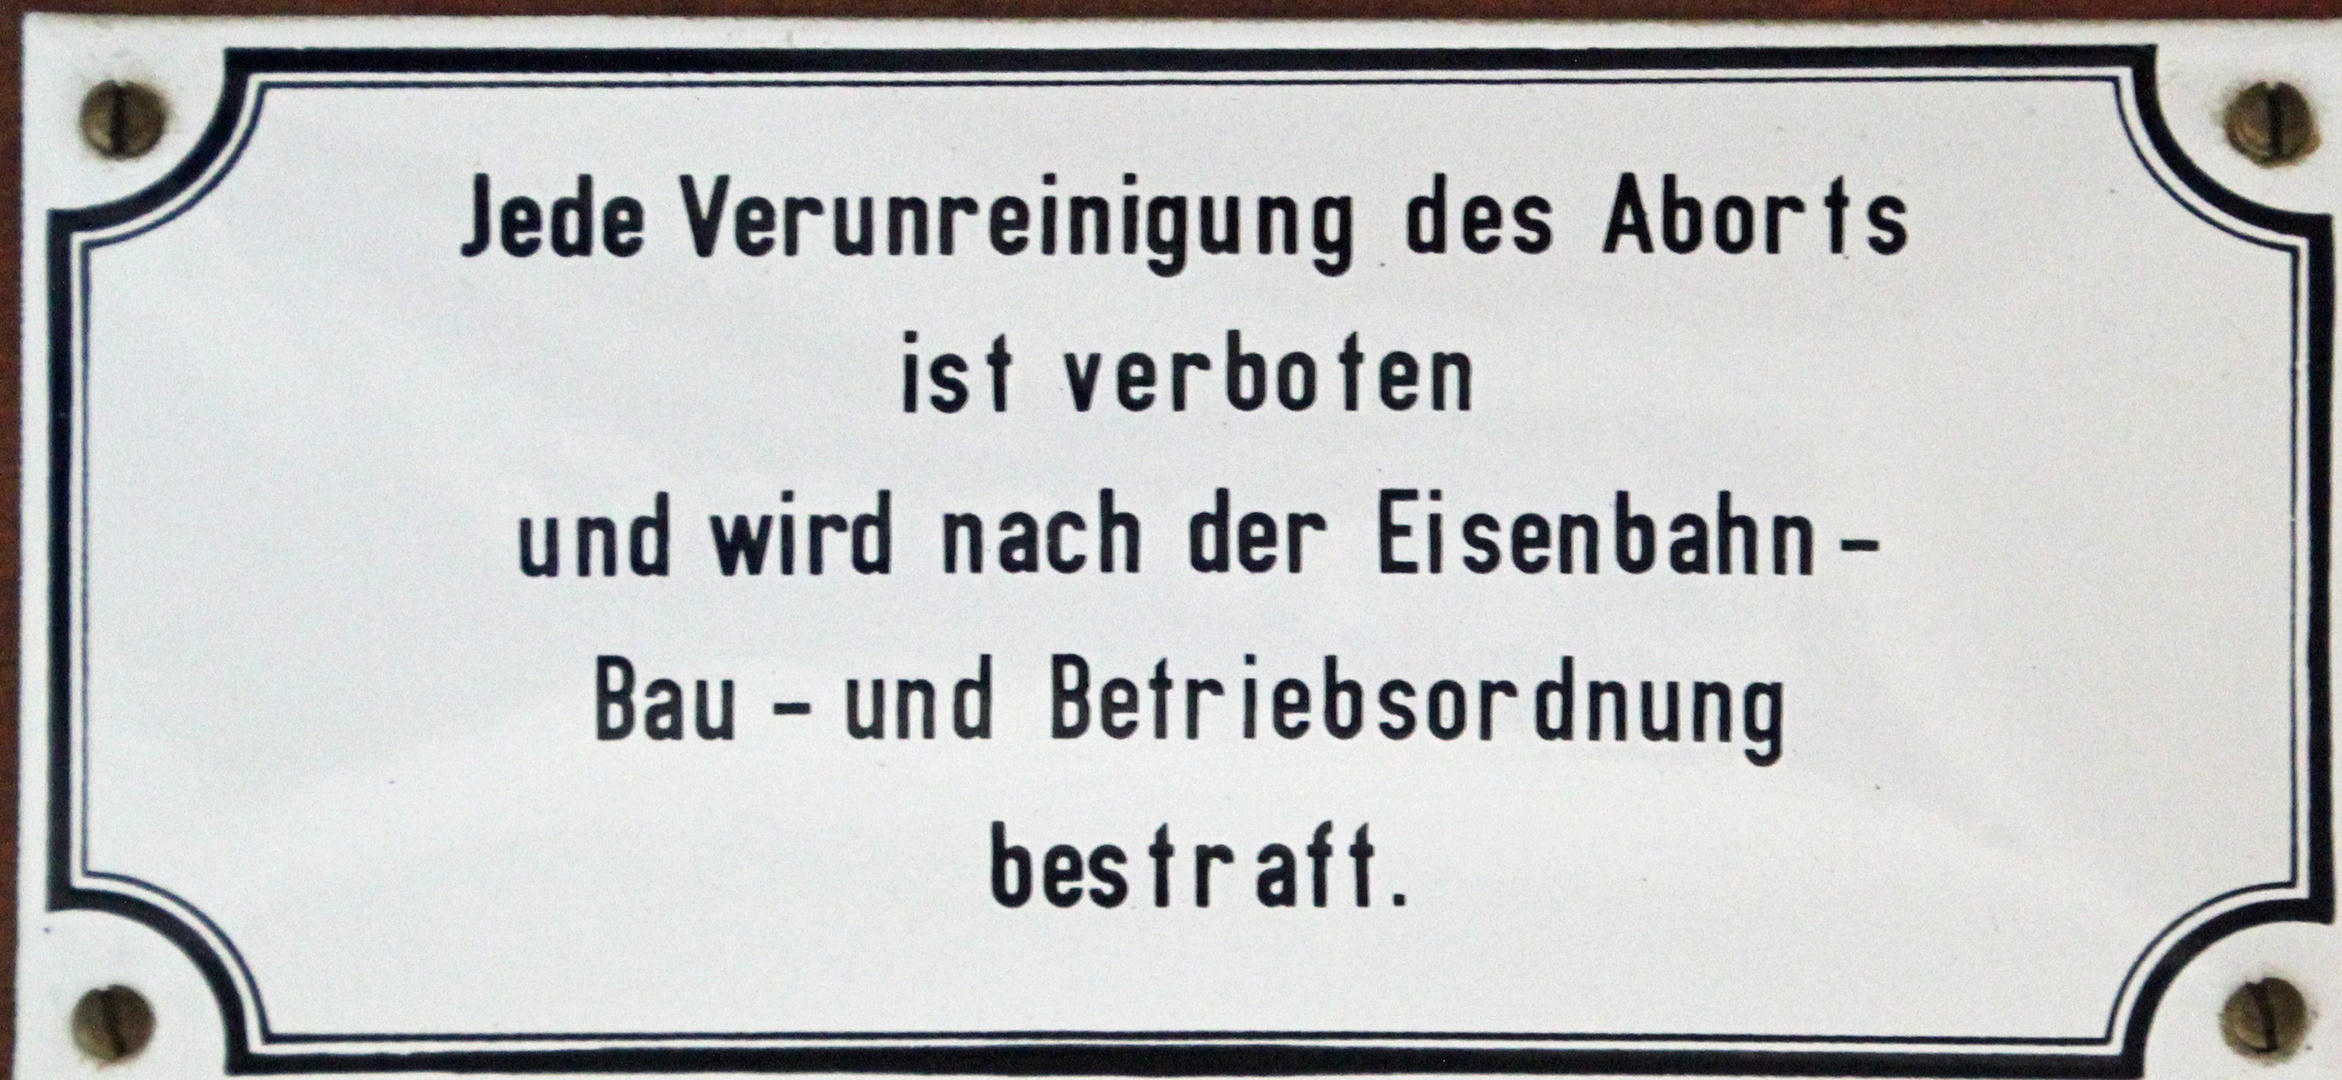 Jede Verunreinigung des Aborts
ist verboten
und wird nach der Eisenbahn-
Bau- und Betriebsordnung
bestraft.